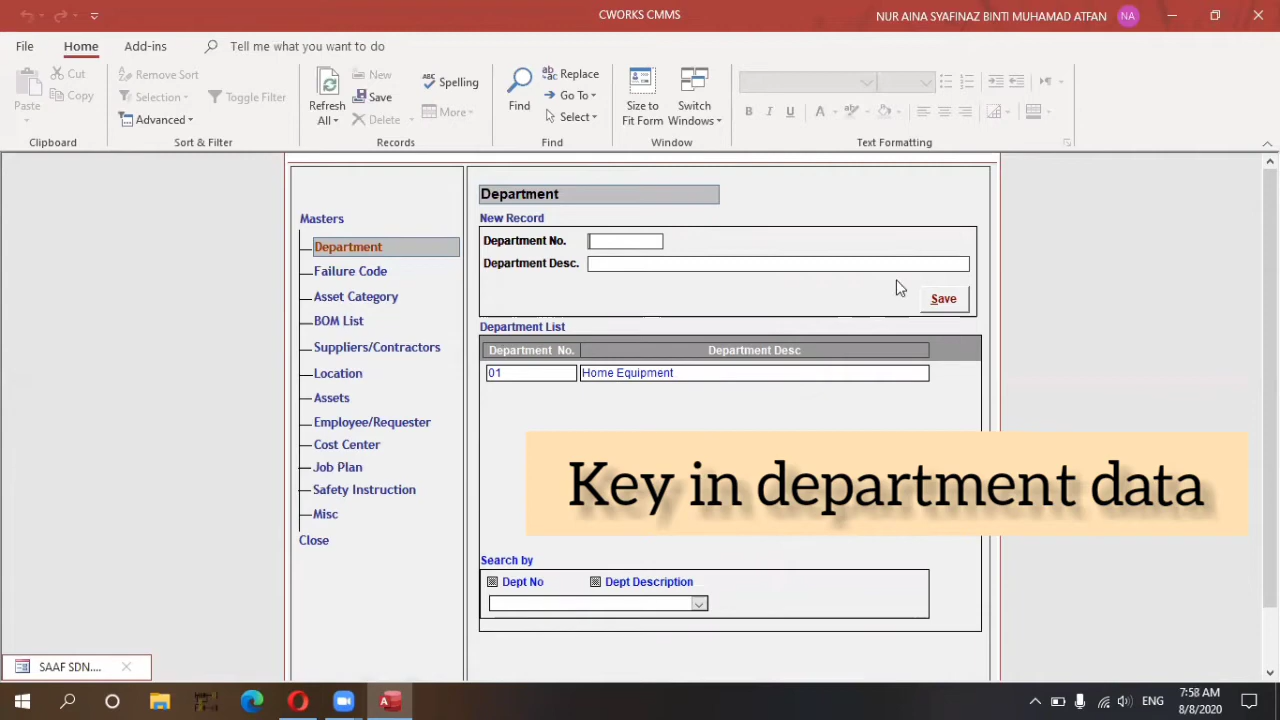 CWORKS CMMS
NUR AINA SYAFINAZ BINTI MUHAMAD ATFAN NA
File Home Add-ins Tell me what you want to do
Paste
Cut
Copy
Clipboard
Remove Sort
Selection
Advanced
Toggle Filter
Sort & Filter
Refresh All
New
Save
Delete
Spelling
More
Records
Find
Replace
Go To
Select
Find
Size to Fit Form
Switch Windows
Window
B I U A
Text Formatting
Masters
Department
Failure Code
Asset Category
BOM List
Suppliers/Contractors
Location
Assets
Employee/Requester
Cost Center
Job Plan
Safety Instruction
Misc
Close
Department
New Record
Department No.
Department Desc.
Save
Department List
Department No. Department Desc
01 Home Equipment
Key in department data
Search by
Dept No Dept Description
SAAF SDN....
ENG
7:58 AM
8/8/2020